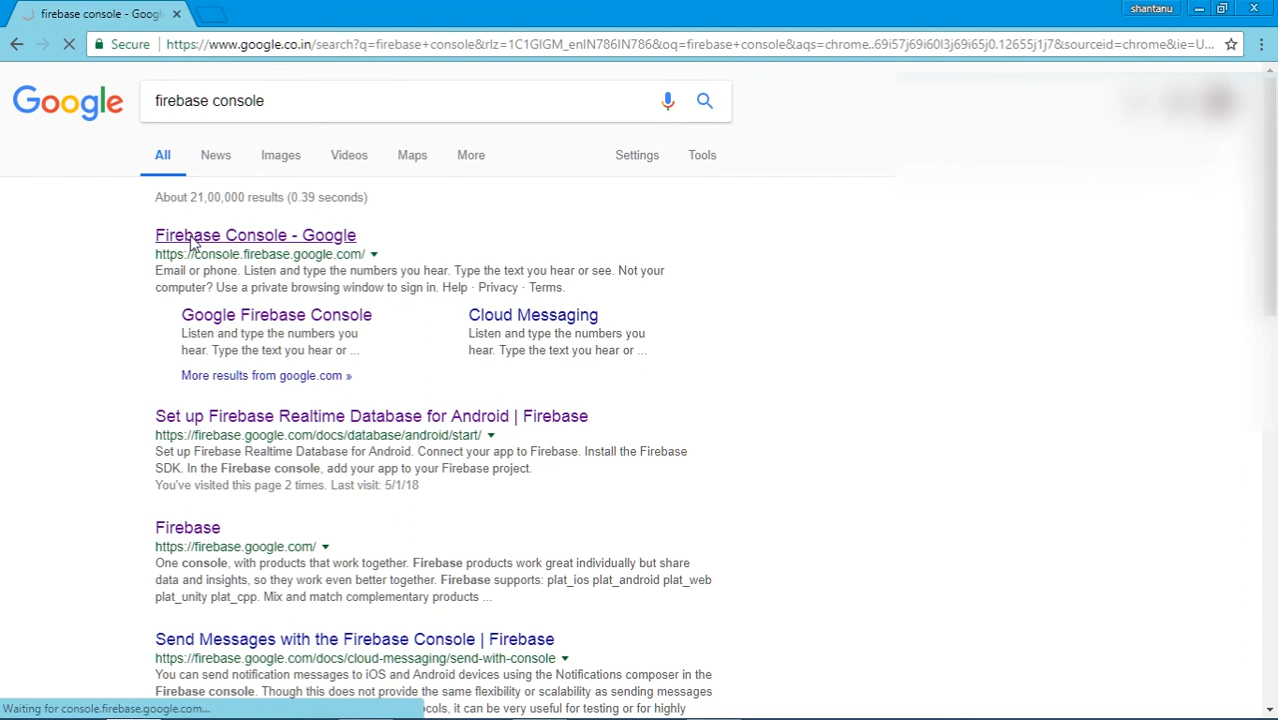 firebase console - Goog
shantanu
Secure https://www.google.co.in/search?q=firebase+console&rlz=1C1GIGM_enIN786IN786&oq=firebase+console&aqs=chrome..69i57j69i60l3j69i65j0.12655j1j7&sourceid=chrome&ie=U...
Google firebase console
All News Images Videos Maps More Settings Tools
About 21,00,000 results (0.39 seconds)
Firebase Console - Google
https://console.firebase.google.com/
Email or phone. Listen and type the numbers you hear. Type the text you hear or see. Not your
computer? Use a private browsing window to sign in. Help · Privacy · Terms.
Google Firebase Console
Listen and type the numbers you
hear. Type the text you hear or ...
Cloud Messaging
Listen and type the numbers you
hear. Type the text you hear or ...
More results from google.com »
Set up Firebase Realtime Database for Android | Firebase
https://firebase.google.com/docs/database/android/start/
Set up Firebase Realtime Database for Android. Connect your app to Firebase. Install the Firebase
SDK. In the Firebase console, add your app to your Firebase project.
You've visited this page 2 times. Last visit: 5/1/18
Firebase
https://firebase.google.com/
One console, with products that work together. Firebase products work great individually but share
data and insights, so they work even better together. Firebase supports: plat_ios plat_android plat_web
plat_unity plat_cpp. Mix and match complementary products ...
Send Messages with the Firebase Console | Firebase
https://firebase.google.com/docs/cloud-messaging/send-with-console
You can send notification messages to iOS and Android devices using the Notifications composer in the
Firebase console. Though this does not provide the same flexibility or scalability as sending messages
Waiting for console.firebase.google.com...
ocols, it can be very useful for testing or for highly